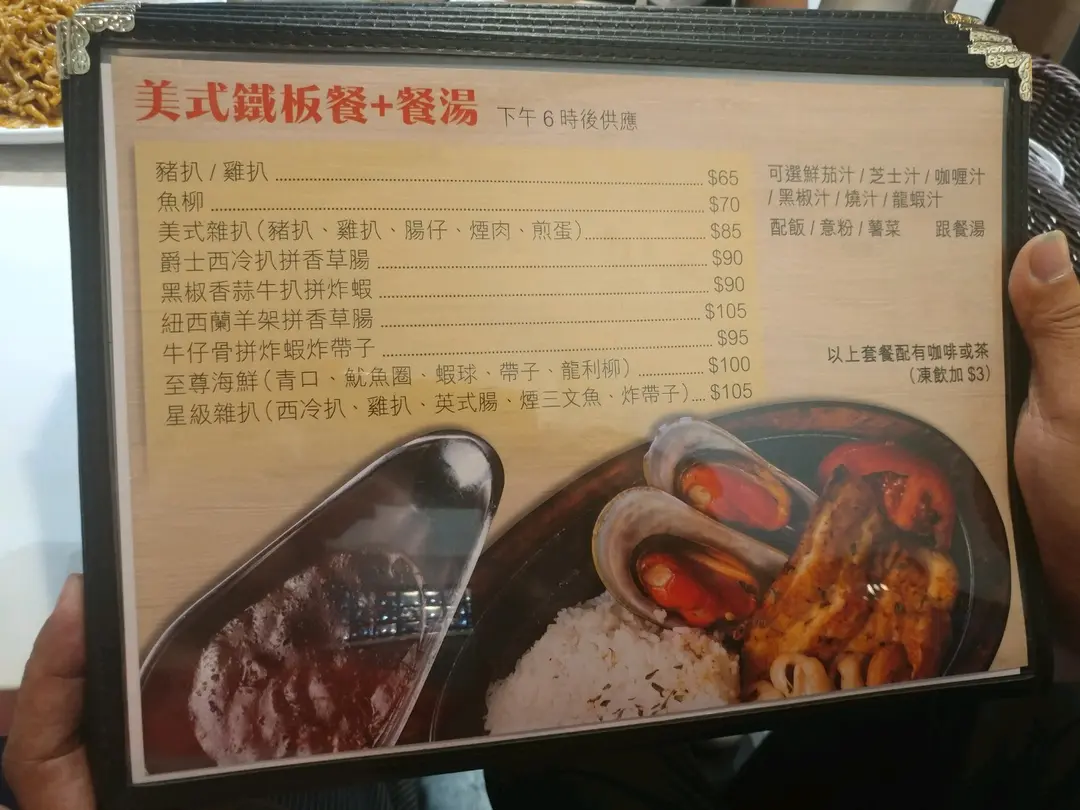 美式鐵板餐+餐湯 下午6時後供應
豬扒 / 雞扒 $65
魚柳 $70
美式雜扒(豬扒、雞扒、腸仔、煙肉、煎蛋) $85
爵士西冷扒拼香草腸 $90
黑椒香蒜牛扒拼炸蝦 $90
紐西蘭羊架拼香草腸 $105
牛仔骨拼炸蝦炸帶子 $95
至尊海鮮(青口、魷魚圈、蝦球、帶子、龍利柳) $100
星級雜扒(西冷扒、雞扒、英式腸、煙三文魚、炸帶子) $105
可選鮮茄汁 / 芝士汁 / 咖喱汁
/ 黑椒汁 / 燒汁 / 龍蝦汁
配飯 / 意粉 / 薯菜 跟餐湯
以上套餐配有咖啡或茶
(凍飲加 $3)